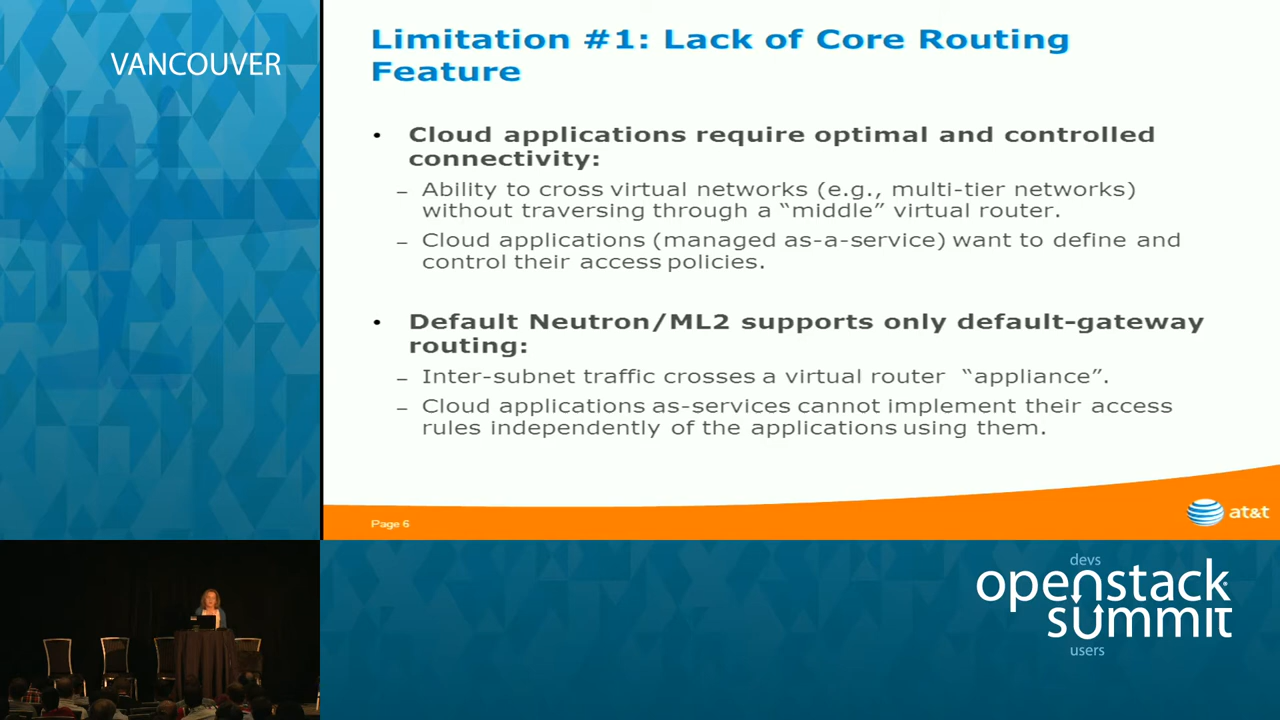 VANCOUVER
Limitation #1: Lack of Core Routing
Feature
• Cloud applications require optimal and controlled
connectivity:
– Ability to cross virtual networks (e.g., multi-tier networks)
without traversing through a “middle” virtual router.
– Cloud applications (managed as-a-service) want to define and
control their access policies.
• Default Neutron/ML2 supports only default-gateway
routing:
– Inter-subnet traffic crosses a virtual router “appliance”.
– Cloud applications as-services cannot implement their access
rules independently of the applications using them.
Page 6
at&t
devs
openstack
summit
users